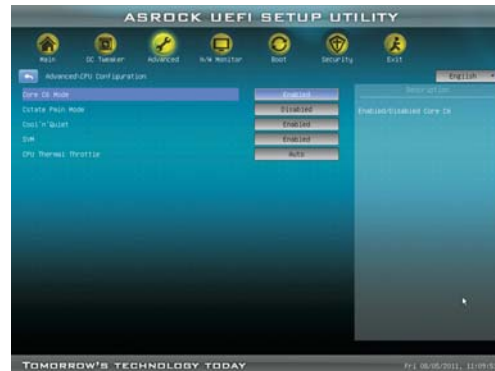 ASROCK UEFI SETUP UTILITY
Main OC Tweaker Advanced H/W Monitor Boot Security Exit
Advanced\CPU Configuration
English
Core C6 Mode Enabled
Description
Cstate Pmin Mode Disabled
Enabled/Disabled Core C6
Cool'n'Quiet Enabled
SVM Enabled
CPU Thermal Throttle Auto
TOMORROW'S TECHNOLOGY TODAY
Fri 08/05/2011,